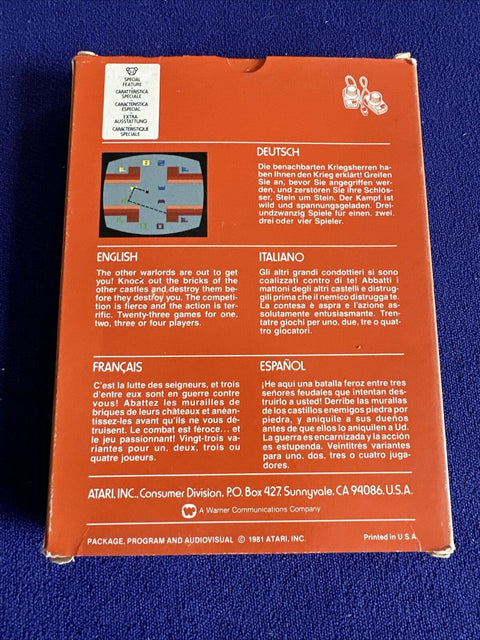 SPECIAL
FEATURE
CARATTERISTICA
SPECIALE
CARACTERISTICA
ESPECIAL
EXTRA
AUSSTATTUNG
CARACTERISTIQUE
SPECIALE
DEUTSCH
Die benachbarten Kriegsherren ha-
ben Ihnen den Krieg erklärt! Greifen
Sie an, bevor Sie angegriffen wer-
den, und zerstören Sie ihre Schlös-
ser, Stein um Stein. Der Kampf ist
wild und spannungsgeladen. Drei-
undzwanzig Spiele für einen, zwei,
drei oder vier Spieler.
ENGLISH
The other warlords are out to get
you! Knock out the bricks of the
other castles and destroy them be-
fore they destroy you. The competi-
tion is fierce and the action is ter-
rific. Twenty-three games for one,
two, three or four players.
ITALIANO
Gli altri grandi condottieri si sono
coalizzati contro di te! Abbatti i
mattoni degli altri castelli e distrug-
gili prima che il nemico distrugga te.
La contesa è aspra e l'azione as-
solutamente entusiasmante. Tren-
tatre giochi per uno, due, tre o quat-
tro giocatori.
FRANÇAIS
C'est la lutte des seigneurs, et trois
d'entre eux sont en guerre contre
vous! Abattez les murailles de
briques de leurs châteaux et anéan-
tissez-les avant qu'ils ne vous dé-
truisent. Le combat est féroce... et
le jeu passionnant! Vingt-trois va-
riantes pour un, deux, trois ou
quatre joueurs.
ESPAÑOL
¡He aqui una batalla feroz entre tres
señores feudales que intentan des-
truirlo a usted! Derribe las murallas
de los castillos enemigos piedra por
piedra, y aniquile a sus dueños
antes de que ellos lo aniquilen a Ud.
La guerra es encarnizada y la acción
es estupenda. Veintitrés variantes
para uno, dos, tres o cuatro juga-
dores.
ATARI, INC., Consumer Division, P.O. Box 427, Sunnyvale, CA 94086, U.S.A.
A Warner Communications Company
PACKAGE, PROGRAM AND AUDIOVISUAL © 1981 ATARI, INC.
Printed in U.S.A.